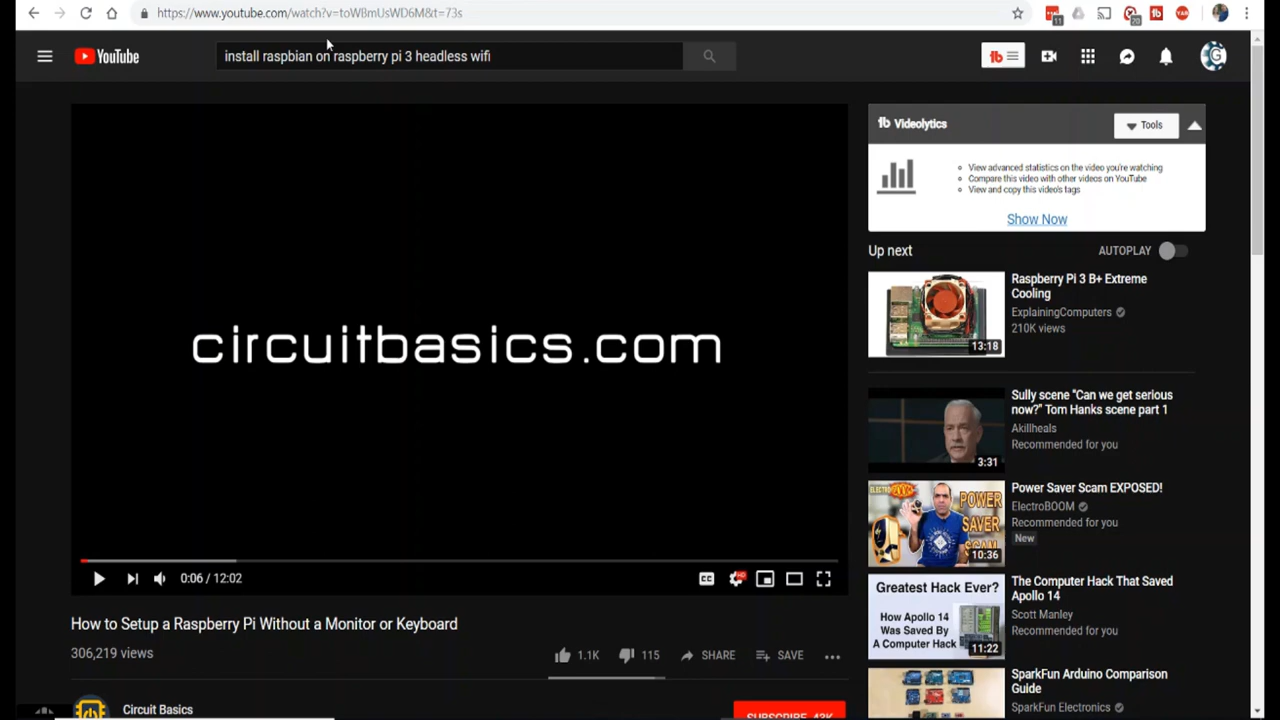 https://www.youtube.com/watch?v=toWBmUsWD6M&t=73s
11
70
YouTube
install raspbian on raspberry pi 3 headless wifi
circuitbasics.com
0:06 / 12:02
CC
HD
How to Setup a Raspberry Pi Without a Monitor or Keyboard
306,219 views
1.1K
115
SHARE
SAVE
Circuit Basics
SUBSCRIBE 43K
Videolytics
Tools
View advanced statistics on the video you're watching
Compare this video with other videos on YouTube
View and copy this video's tags
Show Now
Up next
AUTOPLAY
Raspberry Pi 3 B+ Extreme
Cooling
ExplainingComputers
210K views
13:18
Sully scene "Can we get serious
now?" Tom Hanks scene part 1
Akillheals
Recommended for you
3:31
POWER
SAVER
SCAM
10:36
Power Saver Scam EXPOSED!
ElectroBOOM
Recommended for you
New
Greatest Hack Ever?
How Apollo 14
Was Saved By
A Computer Hack
11:22
The Computer Hack That Saved
Apollo 14
Scott Manley
Recommended for you
SparkFun Arduino Comparison
Guide
SparkFun Electronics